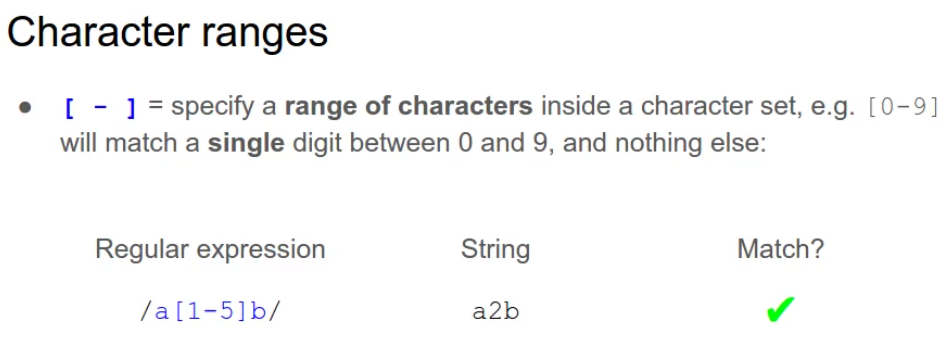 Character ranges
● [ - ] = specify a range of characters inside a character set, e.g. [0-9]
will match a single digit between 0 and 9, and nothing else:
Regular expression String Match?
/a[1-5]b/ a2b ✔